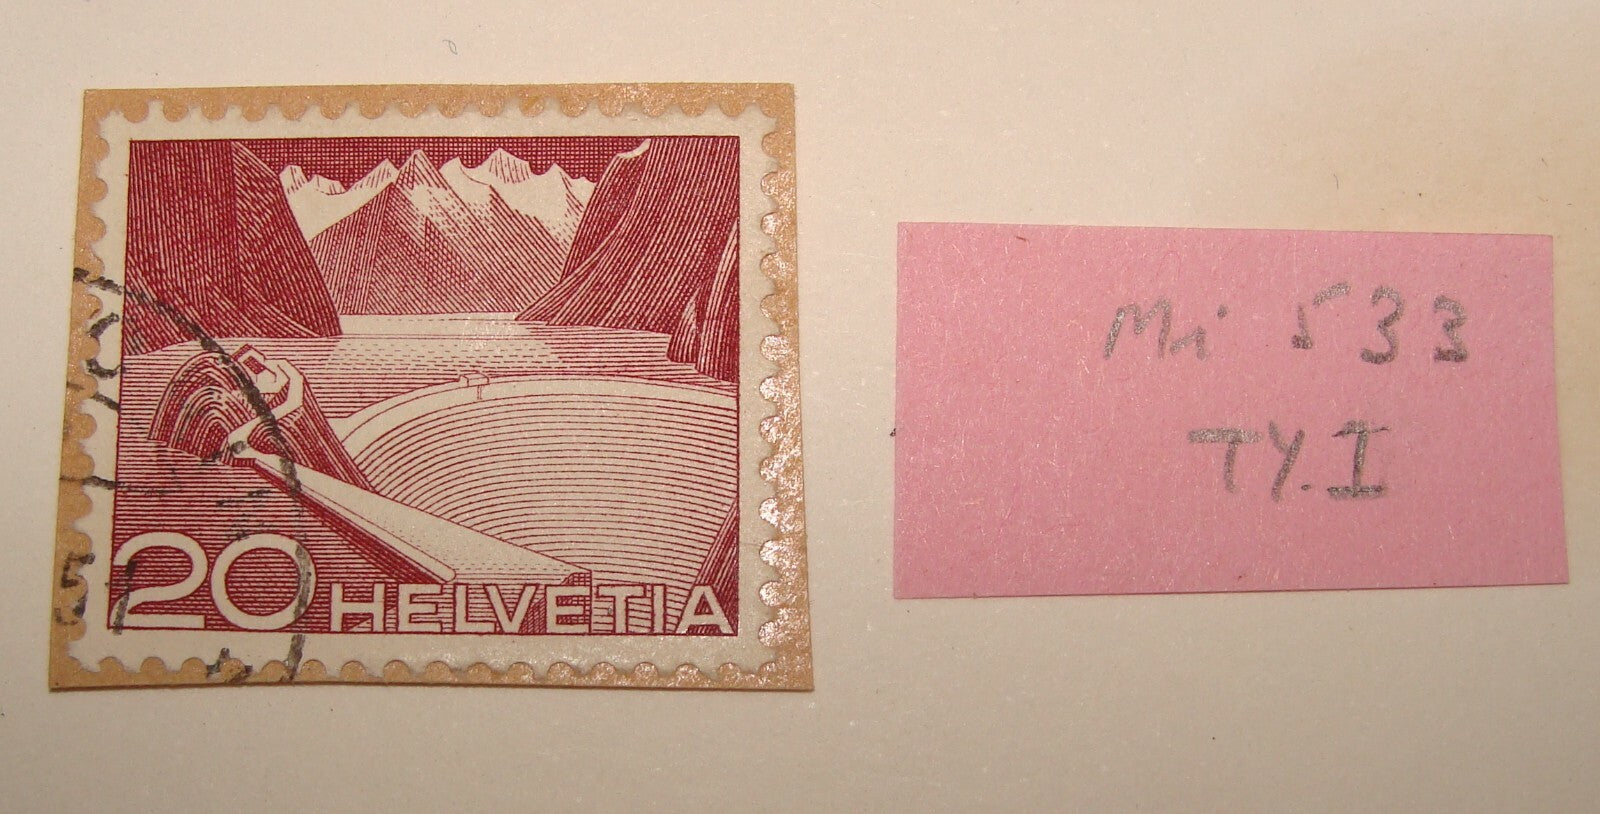 20 HELVETIA
Mi 533
TY. I